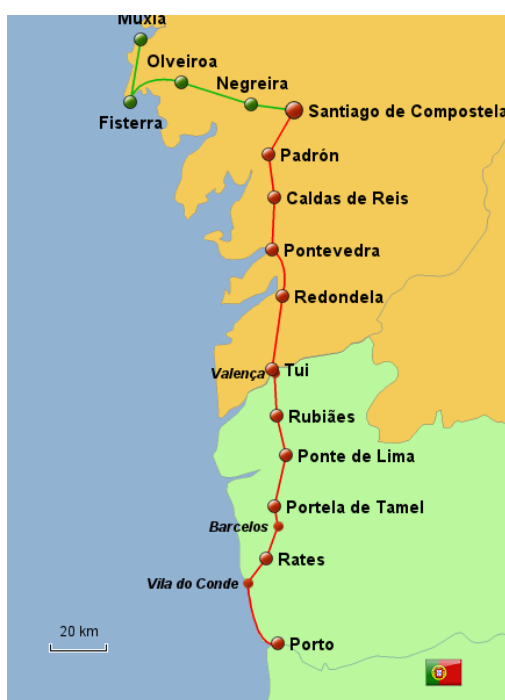 Muxía
Olveiroa
Negreira
Fisterra
Santiago de Compostela
Padrón
Caldas de Reis
Pontevedra
Redondela
Valença
Tui
Rubiães
Ponte de Lima
Portela de Tamel
Barcelos
Rates
Vila do Conde
20 km
Porto